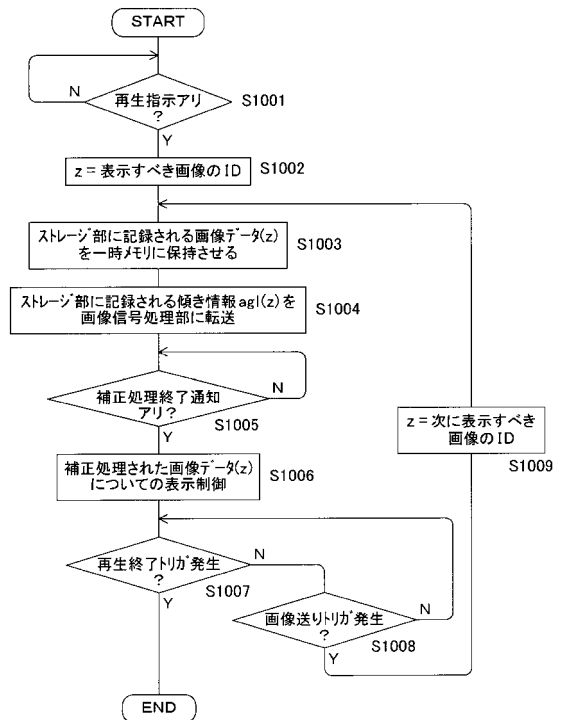 START
再生指示アリ
?
N
Y
S1001
z=表示すべき画像のID
S1002
ストレージ部に記録される画像データ(z)
を一時メモリに保持させる
S1003
ストレージ部に記録される傾き情報agl(z)を
画像信号処理部に転送
S1004
補正処理終了通知
アリ?
N
Y
S1005
補正処理された画像データ(z)
についての表示制御
S1006
再生終了トリガ発生
?
N
Y
S1007
画像送りトリガ発生
?
N
Y
S1008
z=次に表示すべき
画像のID
S1009
END